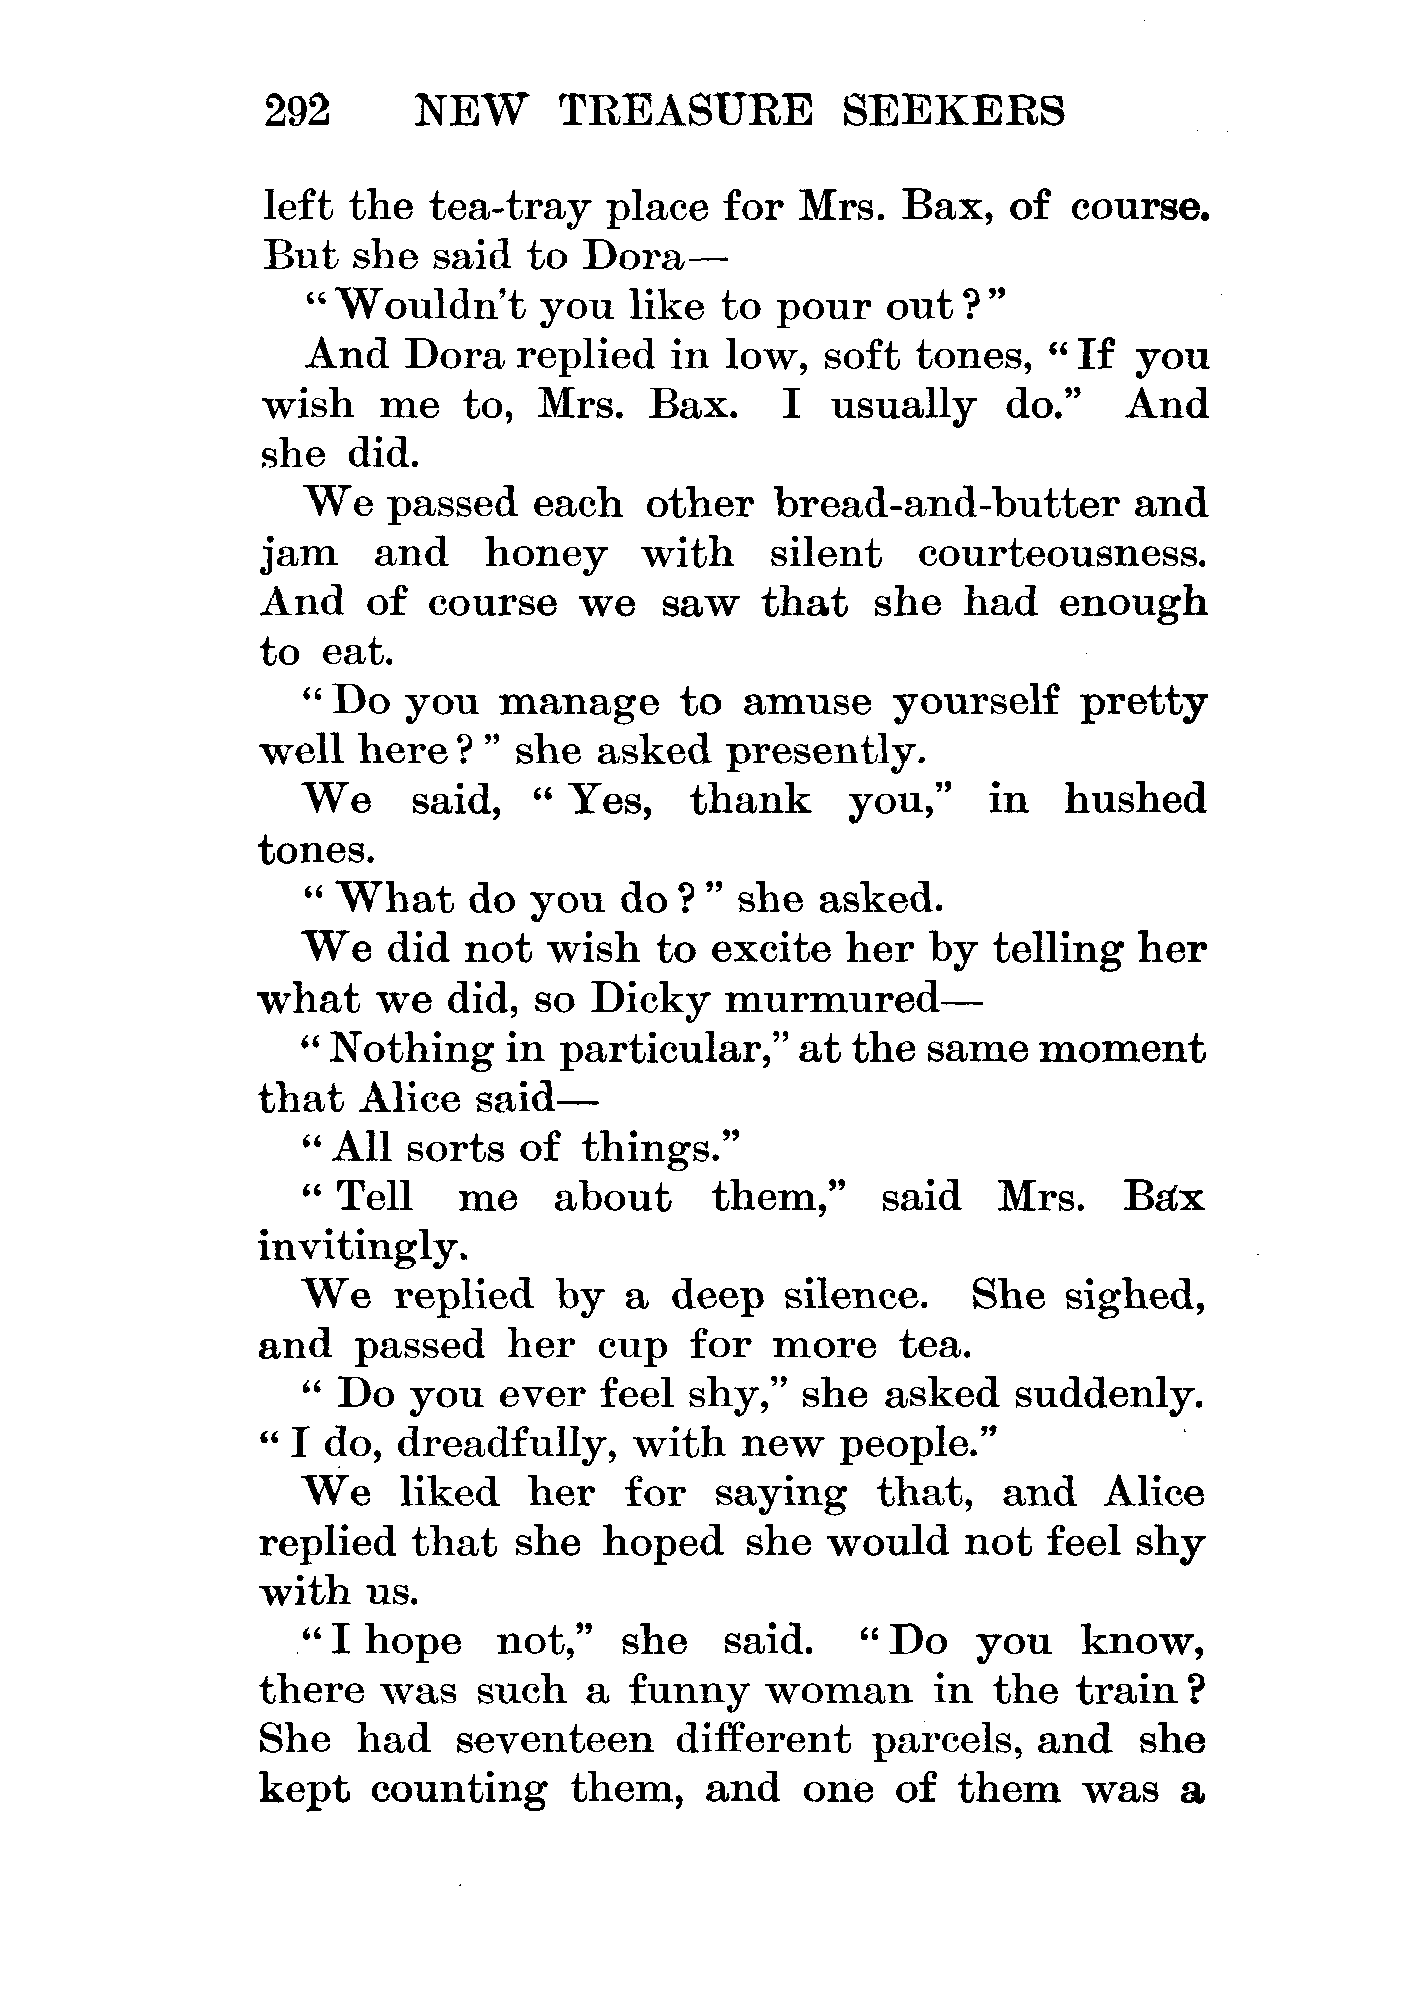 292 NEW TREASURE SEEKERS
left the tea-tray place for Mrs. Bax, of course.
But she said to Dora—
“Wouldn’t you like to pour out?”
And Dora replied in low, soft tones, “If you
wish me to, Mrs. Bax. I usually do.” And
she did.
We passed each other bread-and-butter and
jam and honey with silent courteousness.
And of course we saw that she had enough
to eat.
“Do you manage to amuse yourself pretty
well here?” she asked presently.
We said, “Yes, thank you,” in hushed
tones.
“What do you do?” she asked.
We did not wish to excite her by telling her
what we did, so Dicky murmured—
“Nothing in particular,” at the same moment
that Alice said—
“All sorts of things.”
“Tell me about them,” said Mrs. Bax
invitingly.
We replied by a deep silence. She sighed,
and passed her cup for more tea.
“Do you ever feel shy,” she asked suddenly.
“I do, dreadfully, with new people.”
We liked her for saying that, and Alice
replied that she hoped she would not feel shy
with us.
“I hope not,” she said. “Do you know,
there was such a funny woman in the train?
She had seventeen different parcels, and she
kept counting them, and one of them was a